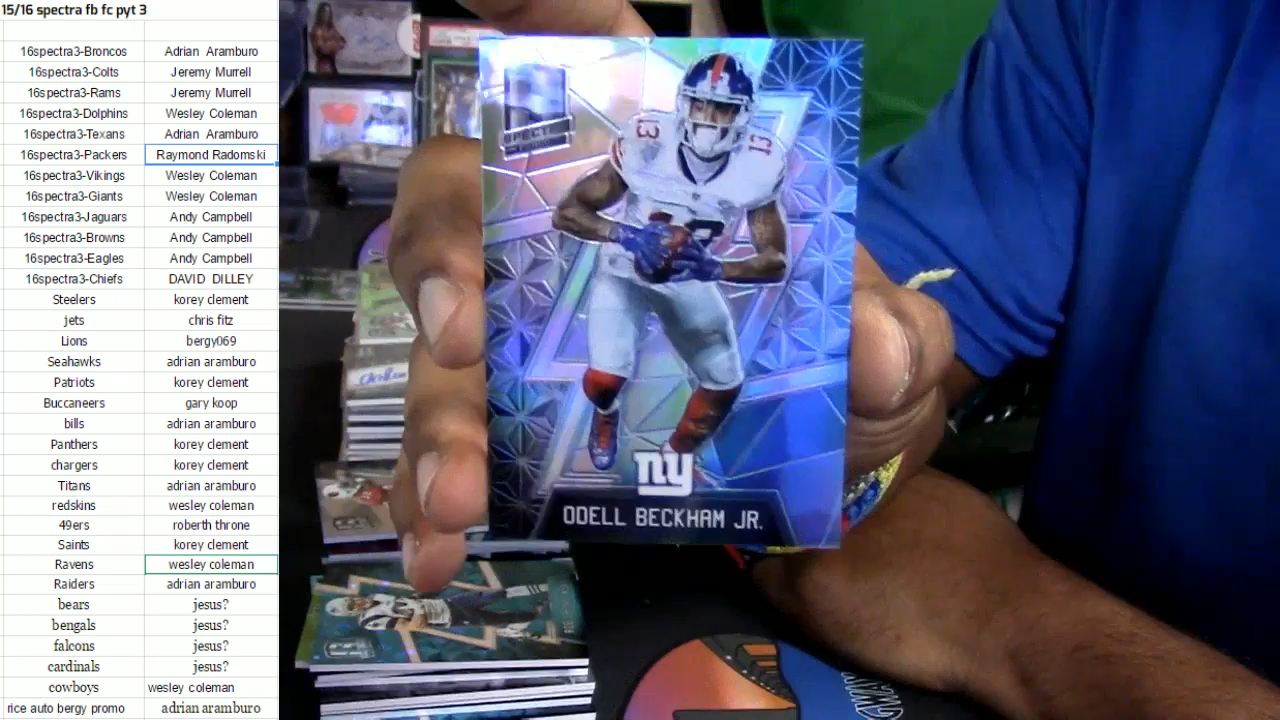 15/16 spectra fb fc pyt 3
16spectra3-Broncos Adrian Aramburo
16spectra3-Colts Jeremy Murrell
16spectra3-Rams Jeremy Murrell
16spectra3-Dolphins Wesley Coleman
16spectra3-Texans Adrian Aramburo
16spectra3-Packers Raymond Radomski
16spectra3-Vikings Wesley Coleman
16spectra3-Giants Wesley Coleman
16spectra3-Jaguars Andy Campbell
16spectra3-Browns Andy Campbell
16spectra3-Eagles Andy Campbell
16spectra3-Chiefs DAVID DILLEY
Steelers korey clement
jets chris fitz
Lions bergy069
Seahawks adrian aramburo
Patriots korey clement
Buccaneers gary koop
bills adrian aramburo
Panthers korey clement
chargers korey clement
Titans adrian aramburo
redskins wesley coleman
49ers roberth throne
Saints korey clement
Ravens wesley coleman
Raiders adrian aramburo
bears jesus?
bengals jesus?
falcons jesus?
cardinals jesus?
cowboys wesley coleman
rice auto bergy promo adrian aramburo
13 13
13
ny
ODELL BECKHAM JR.